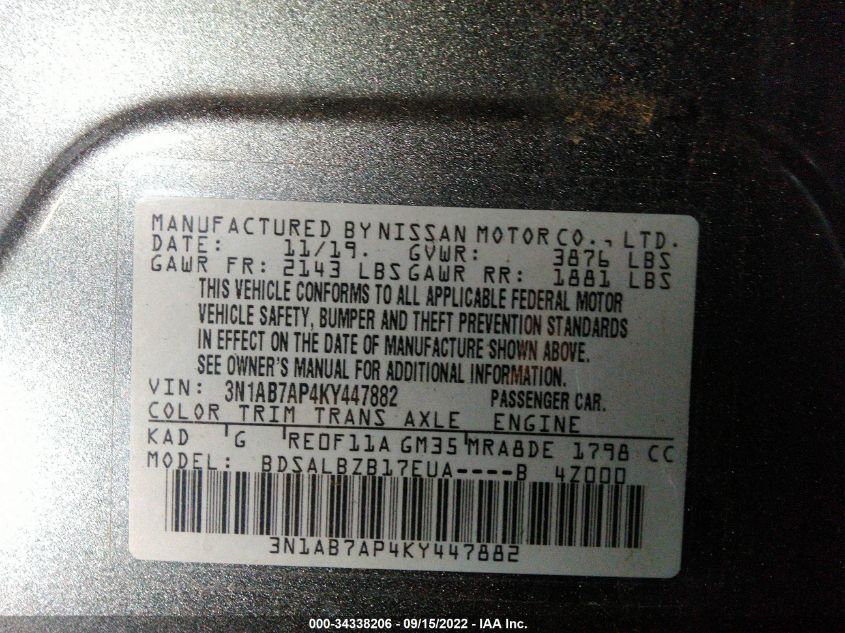 MANUFACTURED BY NISSAN MOTOR CO., LTD.
DATE: 11/19. GVWR: 3876 LBS
GAWR FR: 2143 LBS GAWR RR: 1881 LBS
THIS VEHICLE CONFORMS TO ALL APPLICABLE FEDERAL MOTOR
VEHICLE SAFETY, BUMPER AND THEFT PREVENTION STANDARDS
IN EFFECT ON THE DATE OF MANUFACTURE SHOWN ABOVE.
SEE OWNER'S MANUAL FOR ADDITIONAL INFORMATION.
VIN: 3N1AB7AP4KY447882 PASSENGER CAR.
COLOR TRIM TRANS AXLE ENGINE
KAD G RE0F11A GM35 MRA8DE 1798 CC
MODEL: BDSALBZB17EUA----B 4Z000
3N1AB7AP4KY447882
000-34338206 - 09/15/2022 - IAA Inc.